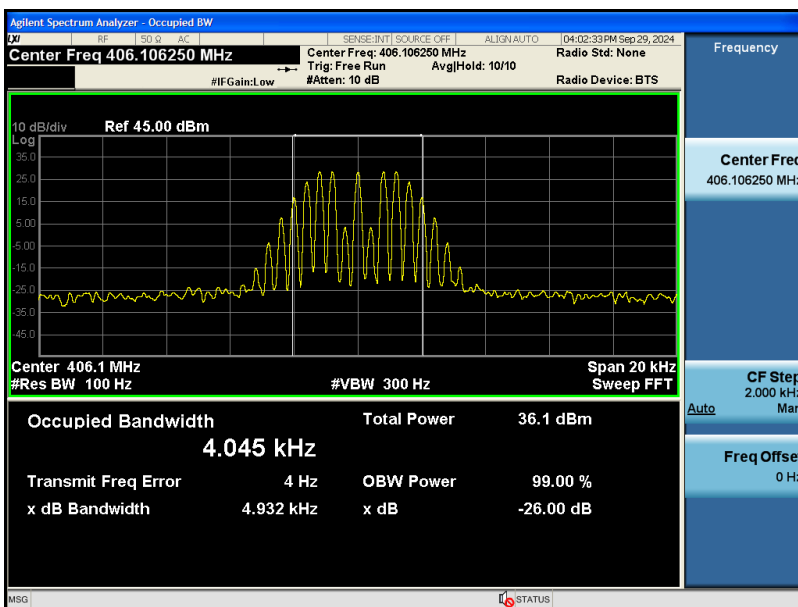 Agilent Spectrum Analyzer - Occupied BW
LXI RF 50 Ω AC SENSE:INT SOURCE OFF ALIGN AUTO 04:02:33 PM Sep 29, 2024
Center Freq 406.106250 MHz Center Freq: 406.106250 MHz Radio Std: None
Trig: Free Run Avg|Hold: 10/10
#IFGain:Low #Atten: 10 dB Radio Device: BTS
10 dB/div Ref 45.00 dBm
Log
35.0
25.0
15.0
5.00
-5.00
-15.0
-25.0
-35.0
-45.0
Center 406.1 MHz Span 20 kHz
#Res BW 100 Hz #VBW 300 Hz Sweep FFT
Occupied Bandwidth Total Power 36.1 dBm
4.045 kHz
Transmit Freq Error 4 Hz OBW Power 99.00 %
x dB Bandwidth 4.932 kHz x dB -26.00 dB
MSG STATUS
Frequency
Center Freq
406.106250 MHz
CF Step
2.000 kHz
Auto Man
Freq Offset
0 Hz